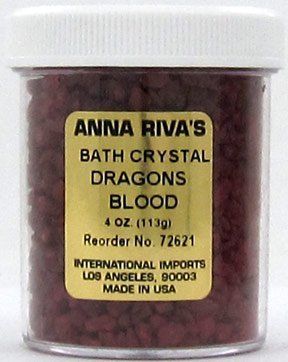 ANNA RIVA'S
BATH CRYSTAL
DRAGONS
BLOOD
4 OZ. (113g)
Reorder No. 72621
INTERNATIONAL IMPORTS
LOS ANGELES, 90003
MADE IN USA